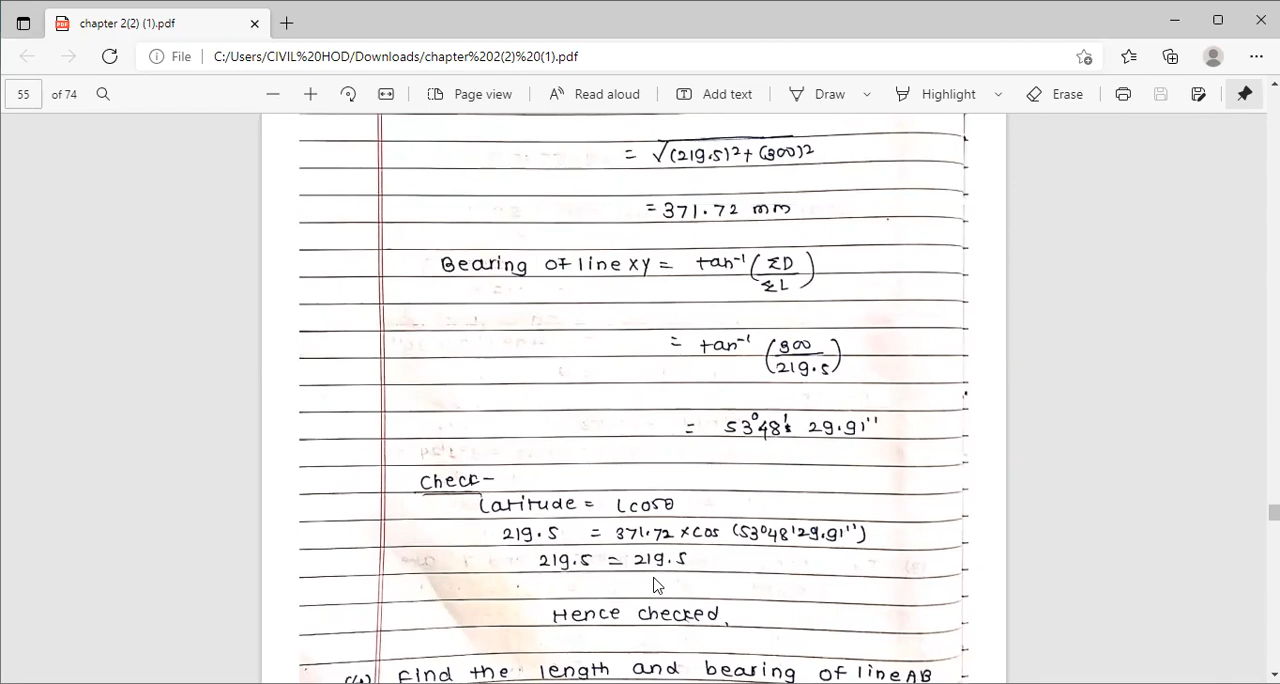 chapter 2(2) (1).pdf
File C:/Users/CIVIL%20HOD/Downloads/chapter%202(2)%20(1).pdf
55 of 74 Page view Read aloud Add text Draw Highlight Erase
= √(219.5)²+(300)²
= 371.72 mm
Bearing of line XY = tan⁻¹ (ΣD/ΣL)
= tan⁻¹ (300/219.5)
= 53°48' 29.91''
Check-
Latitude = lcosθ
219.5 = 371.72 × cos (53°48'29.91'')
219.5 = 219.5
Hence checked.
Find the length and bearing of line AB